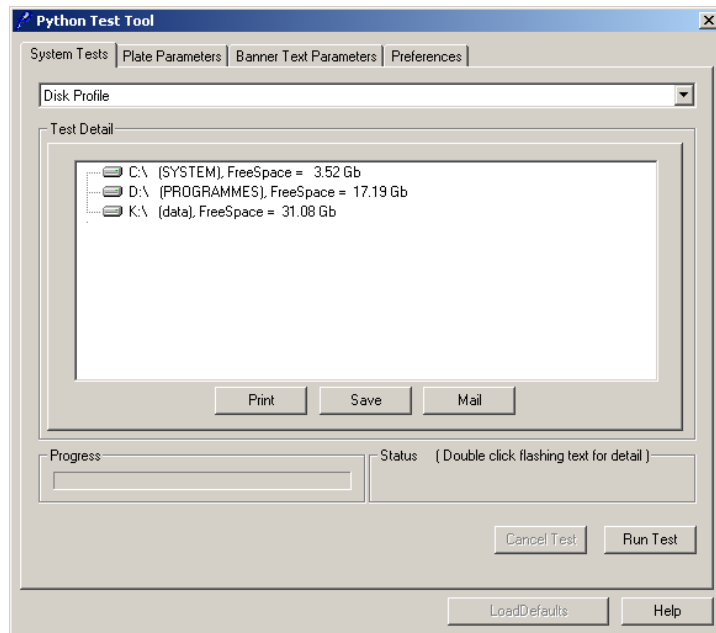 Python Test Tool
System Tests Plate Parameters Banner Text Parameters Preferences
Disk Profile
Test Detail
C:\ (SYSTEM), FreeSpace = 3.52 Gb
D:\ (PROGRAMMES), FreeSpace = 17.19 Gb
K:\ (data), FreeSpace = 31.08 Gb
Print Save Mail
Progress Status ( Double click flashing text for detail )
Cancel Test Run Test
LoadDefaults Help